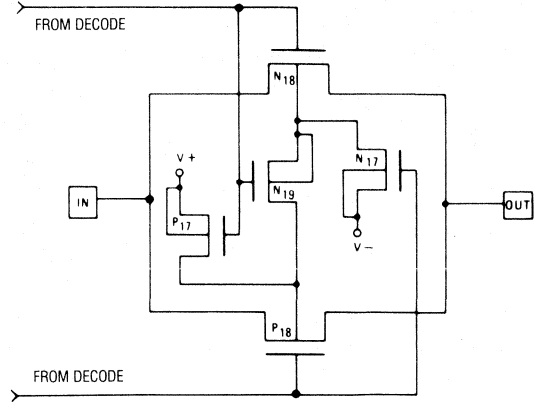 FROM DECODE
N18
V+
N17
N19
IN
P17
OUT
V–
P18
FROM DECODE